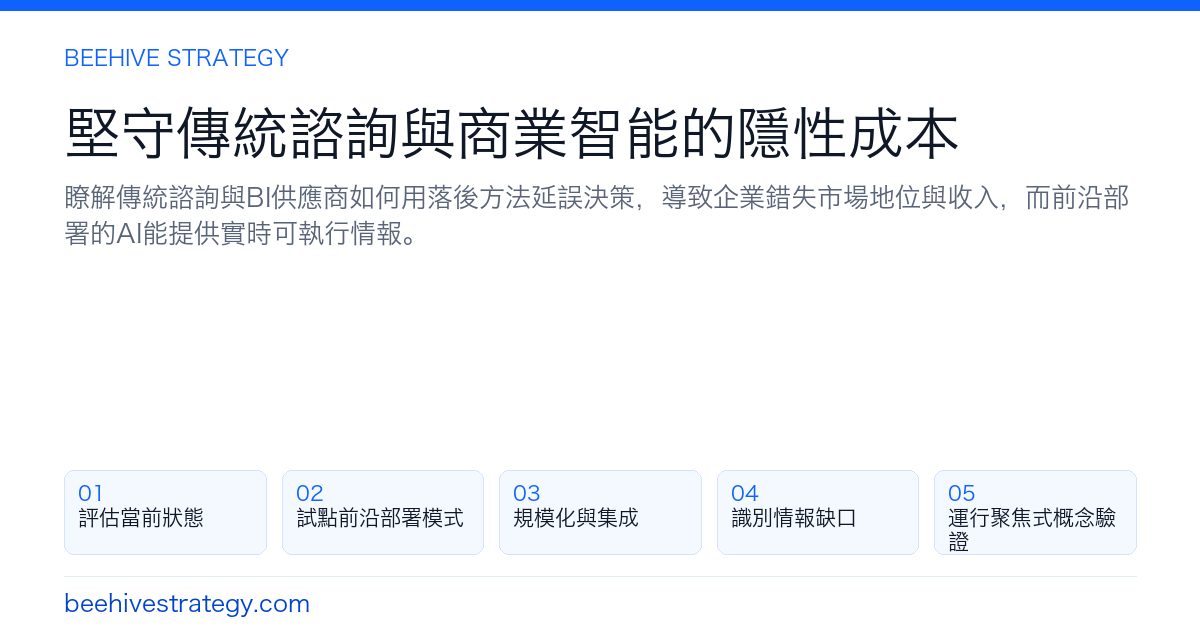 BEEHIVE STRATEGY
堅守傳統諮詢與商業智能的隱性成本
瞭解傳統諮詢與BI供應商如何用落後方法延誤決策，導致企業錯失市場地位與收入，而前沿部
署的AI能提供實時可執行情報。
01
評估當前狀態
02
試點前沿部署模式
03
規模化與集成
04
識別情報缺口
05
運行聚焦式概念驗
證
beehivestrategy.com